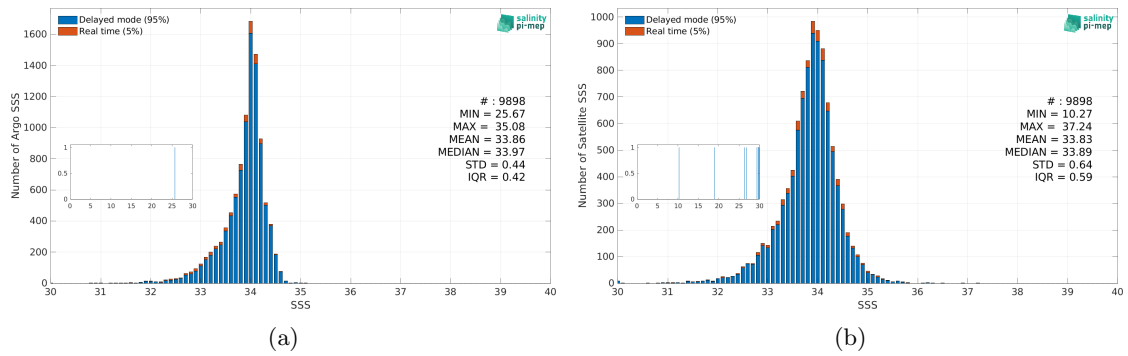 Delayed mode (95%)
Real time (5%)
salinity
pi-mep
Number of Argo SSS
1600
1400
1200
1000
800
600
400
200
0
# : 9898
MIN = 25.67
MAX = 35.08
MEAN = 33.86
MEDIAN = 33.97
STD = 0.44
IQR = 0.42
1
0.5
0
0 5 10 15 20 25 30
30 31 32 33 34 35 36 37 38 39 40
SSS
(a)
Delayed mode (95%)
Real time (5%)
salinity
pi-mep
Number of Satellite SSS
1000
900
800
700
600
500
400
300
200
100
0
# : 9898
MIN = 10.27
MAX = 37.24
MEAN = 33.83
MEDIAN = 33.89
STD = 0.64
IQR = 0.59
1
0.5
0
0 5 10 15 20 25 30
30 31 32 33 34 35 36 37 38 39 40
SSS
(b)